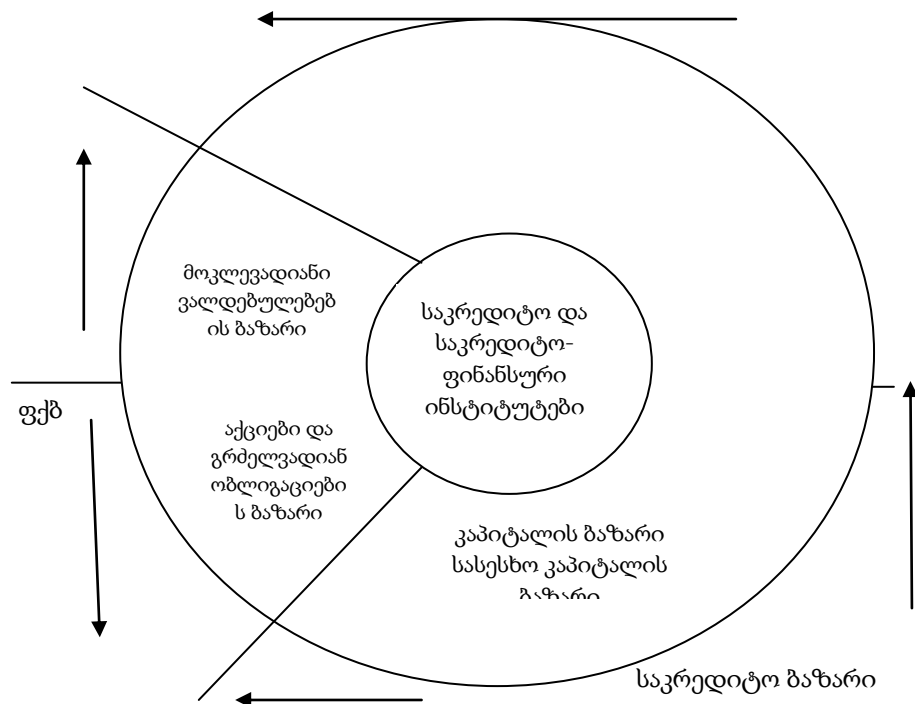 მოკლევადიანი
ვალდებულებებ
ის ბაზარი
საკრედიტო და
საკრედიტო-
ფინანსური
ინსტიტუტები
ფქბ
აქციები და
გრძელვადიან
ობლიგაციები
ს ბაზარი
კაპიტალის ბაზარი
სასესხო კაპიტალის
ბაზარი
საკრედიტო ბაზარი